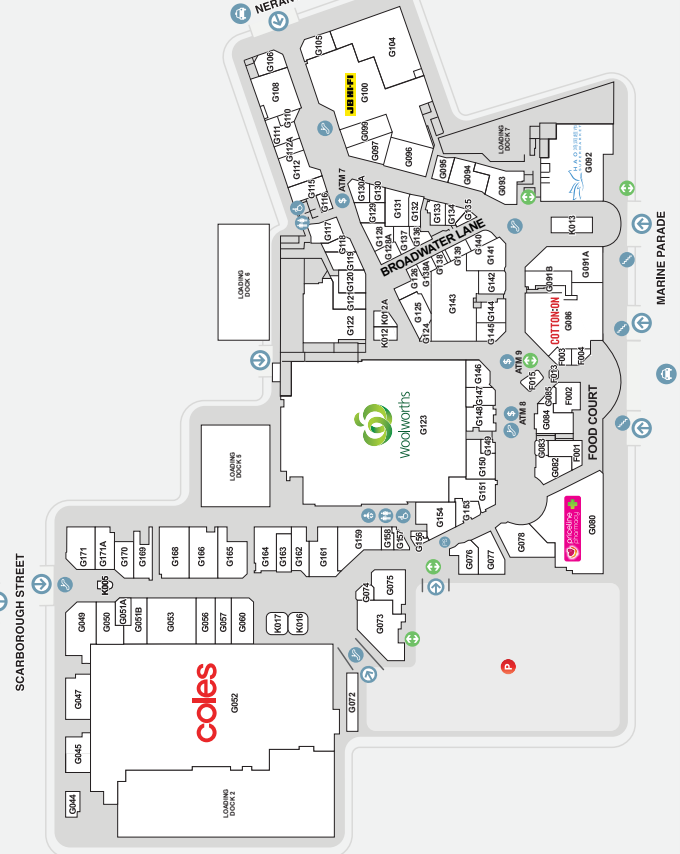 NERAN
G105
G104
G106
G108
JB HI-FI
G100
G110
G111
G112A
G099
G097
G096
G112
G115
G116
ATM 7
G130A
G130
G129
G131
G132
G133
G134
G135
G095
G094
G093
LOADING
DOCK 7
HAO 海鲜酒楼
G092
G117
G118
G119
G120
G121
G122
G128
G128A
G137
G136
BROADWATER LANE
G126
G138A
G138
G139
G140
G141
G142
G143
G144
G145
G125
G124
K012
K012A
K013
MARINE PARADE
G091A
G091B
COTTON:ON
G086
F003
F004
LOADING
DOCK 6
G146
G147
G148
G149
G150
G151
ATM 9
ATM 8
F015
F013
G085
F002
G084
G083
G082
F001
FOOD COURT
Woolworths
G123
LOADING
DOCK 5
G153
G154
G156
G157
G158
G159
priceline
pharmacy
G080
G078
G077
G076
G171
G171A
G170
G169
G168
G166
G165
G164
G163
G162
G161
SCARBOROUGH STREET
K005
G074
G075
G073
G049
G050
G051A
G051B
G053
G056
G057
G060
K017
K016
G047
coles
G052
G072
P
G045
G044
LOADING
DOCK 2